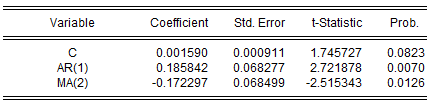 Variable Coefficient Std. Error t-Statistic Prob.
C 0.001590 0.000911 1.745727 0.0823
AR(1) 0.185842 0.068277 2.721878 0.0070
MA(2) -0.172297 0.068499 -2.515343 0.0126